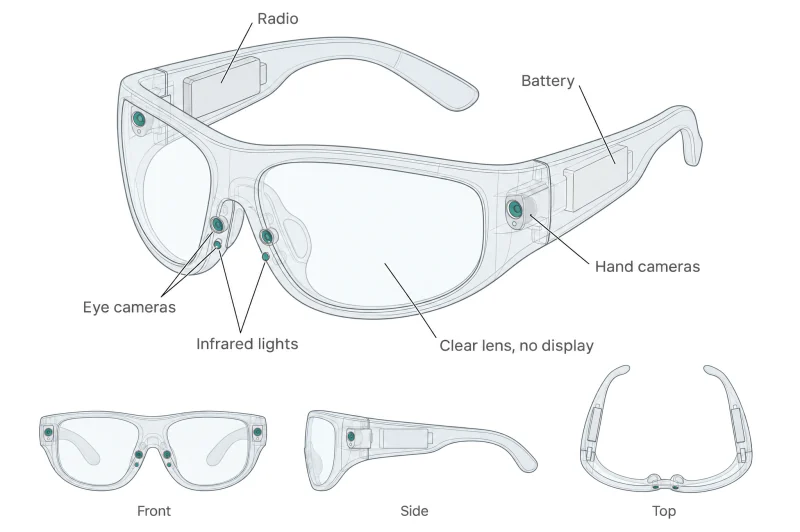 Radio
Battery
Hand cameras
Eye cameras
Infrared lights
Clear lens, no display
Front
Side
Top